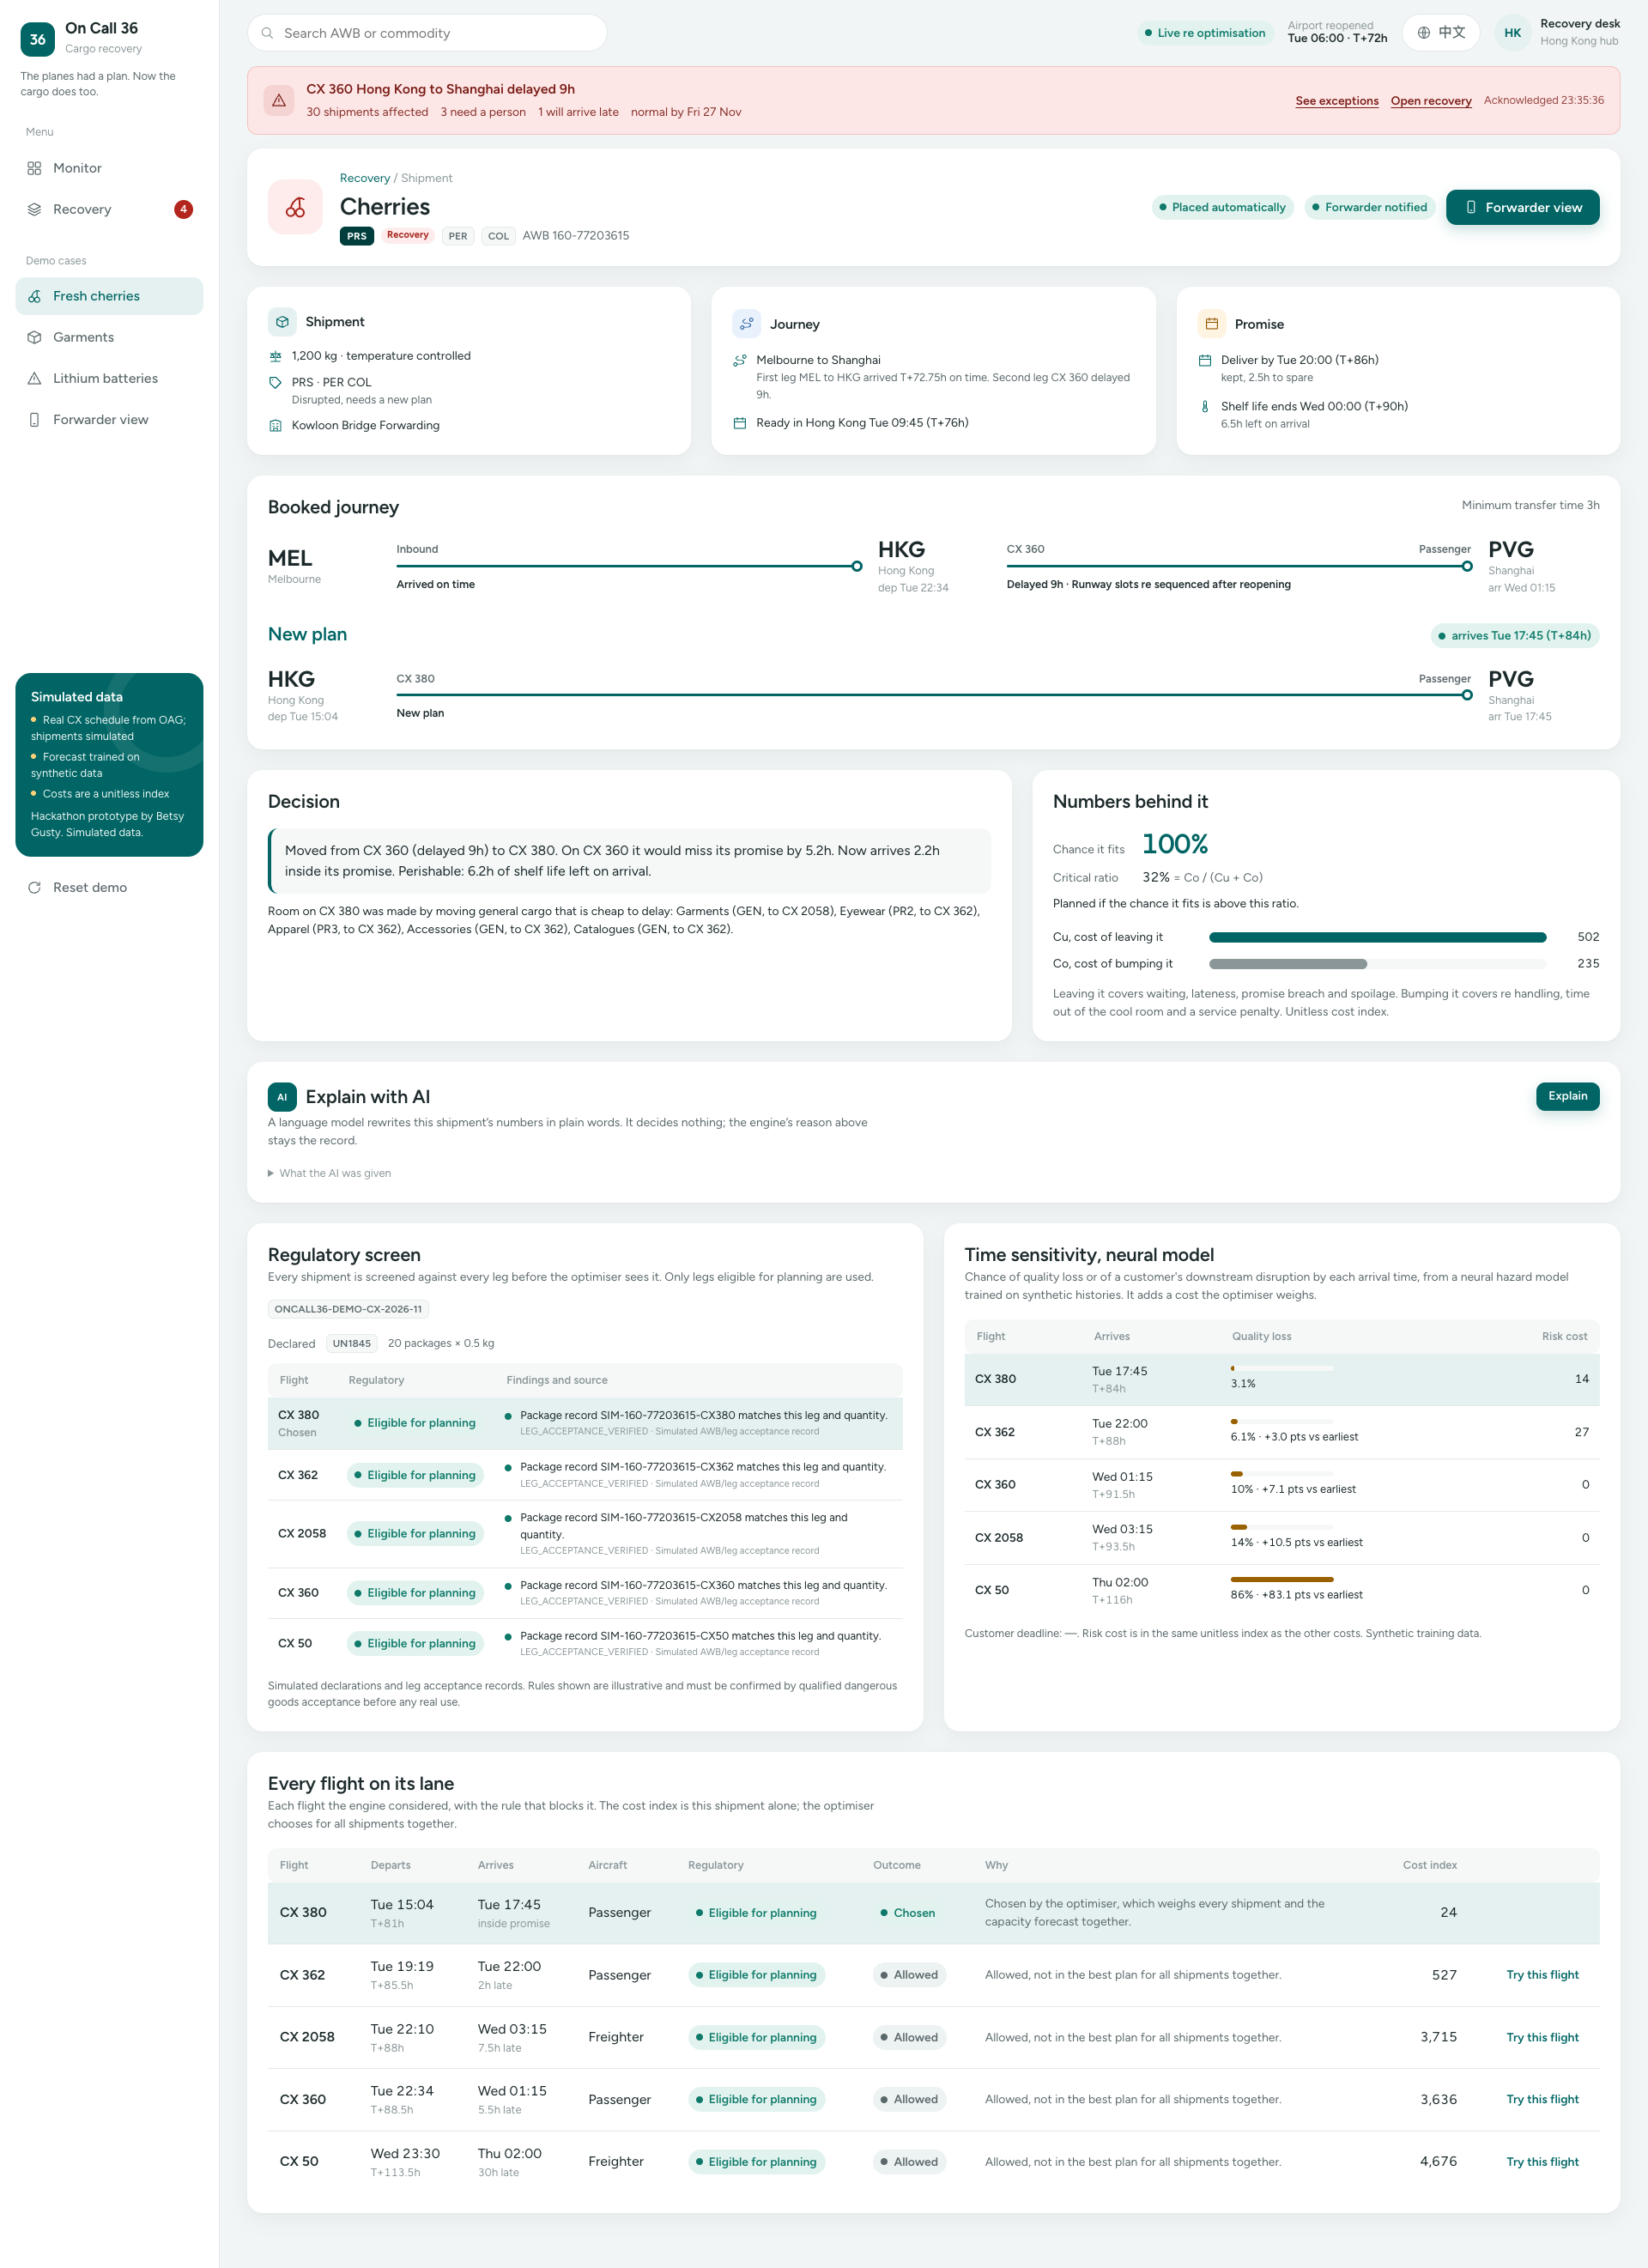 36
On Call 36
Cargo recovery
The planes had a plan. Now the
cargo does too.
Menu
Monitor
Recovery
4
Demo cases
Fresh cherries
Garments
Lithium batteries
Forwarder view
Simulated data
Real CX schedule from OAG;
shipments simulated
Forecast trained on
synthetic data
Costs are a unitless index
Hackathon prototype by Betsy
Gusty. Simulated data.
Reset demo
Search AWB or commodity
Live re optimisation
Airport reopened
Tue 06:00 · T+72h
中文
HK
Recovery desk
Hong Kong hub
CX 360 Hong Kong to Shanghai delayed 9h
30 shipments affected 3 need a person 1 will arrive late normal by Fri 27 Nov
See exceptions Open recovery Acknowledged 23:35:36
Recovery / Shipment
Cherries
PRS Recovery PER COL AWB 160-77203615
Placed automatically
Forwarder notified
Forwarder view
Shipment
1,200 kg · temperature controlled
PRS · PER COL
Disrupted, needs a new plan
Kowloon Bridge Forwarding
Journey
Melbourne to Shanghai
First leg MEL to HKG arrived T+72.75h on time. Second leg CX 360 delayed
9h.
Ready in Hong Kong Tue 09:45 (T+76h)
Promise
Deliver by Tue 20:00 (T+86h)
kept, 2.5h to spare
Shelf life ends Wed 00:00 (T+90h)
6.5h left on arrival
Booked journey
Minimum transfer time 3h
MEL
Melbourne
Inbound
Arrived on time
HKG
Hong Kong
dep Tue 22:34
CX 360
Passenger
Delayed 9h · Runway slots re sequenced after reopening
PVG
Shanghai
arr Wed 01:15
New plan
arrives Tue 17:45 (T+84h)
HKG
Hong Kong
dep Tue 15:04
CX 380
Passenger
New plan
PVG
Shanghai
arr Tue 17:45
Decision
Moved from CX 360 (delayed 9h) to CX 380. On CX 360 it would miss its promise by 5.2h. Now arrives 2.2h
inside its promise. Perishable: 6.2h of shelf life left on arrival.
Room on CX 380 was made by moving general cargo that is cheap to delay: Garments (GEN, to CX 2058), Eyewear (PR2, to CX 362),
Apparel (PR3, to CX 362), Accessories (GEN, to CX 362), Catalogues (GEN, to CX 362).
Numbers behind it
Chance it fits 100%
Critical ratio 32% = Co / (Cu + Co)
Planned if the chance it fits is above this ratio.
Cu, cost of leaving it 502
Co, cost of bumping it 235
Leaving it covers waiting, lateness, promise breach and spoilage. Bumping it covers re handling, time
out of the cool room and a service penalty. Unitless cost index.
AI
Explain with AI
Explain
A language model rewrites this shipment's numbers in plain words. It decides nothing; the engine's reason above
stays the record.
What the AI was given
Regulatory screen
Every shipment is screened against every leg before the optimiser sees it. Only legs eligible for planning are used.
ONCALL36-DEMO-CX-2026-11
Declared UN1845 20 packages × 0.5 kg
Flight Regulatory Findings and source
CX 380
Chosen
Eligible for planning
Package record SIM-160-77203615-CX380 matches this leg and quantity.
LEG_ACCEPTANCE_VERIFIED · Simulated AWB/leg acceptance record
CX 362
Eligible for planning
Package record SIM-160-77203615-CX362 matches this leg and quantity.
LEG_ACCEPTANCE_VERIFIED · Simulated AWB/leg acceptance record
CX 2058
Eligible for planning
Package record SIM-160-77203615-CX2058 matches this leg and
quantity.
LEG_ACCEPTANCE_VERIFIED · Simulated AWB/leg acceptance record
CX 360
Eligible for planning
Package record SIM-160-77203615-CX360 matches this leg and quantity.
LEG_ACCEPTANCE_VERIFIED · Simulated AWB/leg acceptance record
CX 50
Eligible for planning
Package record SIM-160-77203615-CX50 matches this leg and quantity.
LEG_ACCEPTANCE_VERIFIED · Simulated AWB/leg acceptance record
Simulated declarations and leg acceptance records. Rules shown are illustrative and must be confirmed by qualified dangerous
goods acceptance before any real use.
Time sensitivity, neural model
Chance of quality loss or of a customer's downstream disruption by each arrival time, from a neural hazard model
trained on synthetic histories. It adds a cost the optimiser weighs.
Flight Arrives Quality loss Risk cost
CX 380
Tue 17:45
T+84h
3.1%
14
CX 362
Tue 22:00
T+88h
6.1% · +3.0 pts vs earliest
27
CX 360
Wed 01:15
T+91.5h
10% · +7.1 pts vs earliest
0
CX 2058
Wed 03:15
T+93.5h
14% · +10.5 pts vs earliest
0
CX 50
Thu 02:00
T+116h
86% · +83.1 pts vs earliest
0
Customer deadline: —. Risk cost is in the same unitless index as the other costs. Synthetic training data.
Every flight on its lane
Each flight the engine considered, with the rule that blocks it. The cost index is this shipment alone; the optimiser
chooses for all shipments together.
Flight Departs Arrives Aircraft Regulatory Outcome Why Cost index
CX 380
Tue 15:04
T+81h
Tue 17:45
inside promise
Passenger
Eligible for planning
Chosen
Chosen by the optimiser, which weighs every shipment and the
capacity forecast together.
24
CX 362
Tue 19:19
T+85.5h
Tue 22:00
2h late
Passenger
Eligible for planning
Allowed
Allowed, not in the best plan for all shipments together.
527
Try this flight
CX 2058
Tue 22:10
T+88h
Wed 03:15
7.5h late
Freighter
Eligible for planning
Allowed
Allowed, not in the best plan for all shipments together.
3,715
Try this flight
CX 360
Tue 22:34
T+88.5h
Wed 01:15
5.5h late
Passenger
Eligible for planning
Allowed
Allowed, not in the best plan for all shipments together.
3,636
Try this flight
CX 50
Wed 23:30
T+113.5h
Thu 02:00
30h late
Freighter
Eligible for planning
Allowed
Allowed, not in the best plan for all shipments together.
4,676
Try this flight